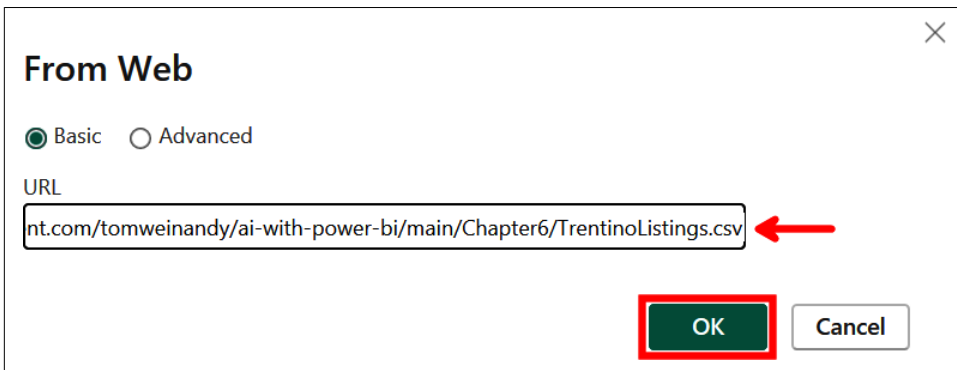 From Web
Basic Advanced
URL
nt.com/tomweinandy/ai-with-power-bi/main/Chapter6/TrentinoListings.csv
OK Cancel